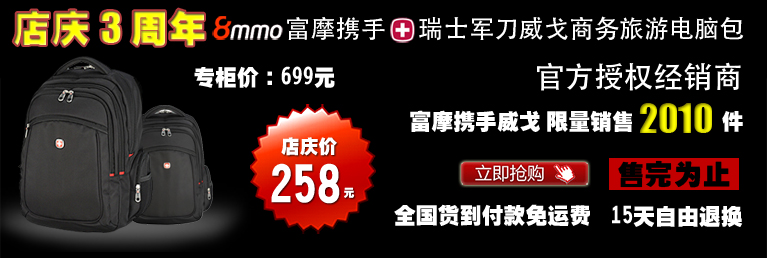 店庆3周年 8mmo富摩携手瑞士军刀威戈商务旅游电脑包
专柜价：699元
官方授权经销商
富摩携手威戈 限量销售 2010 件
店庆价
258元
立即抢购 售完为止
全国货到付款免运费 15天自由退换